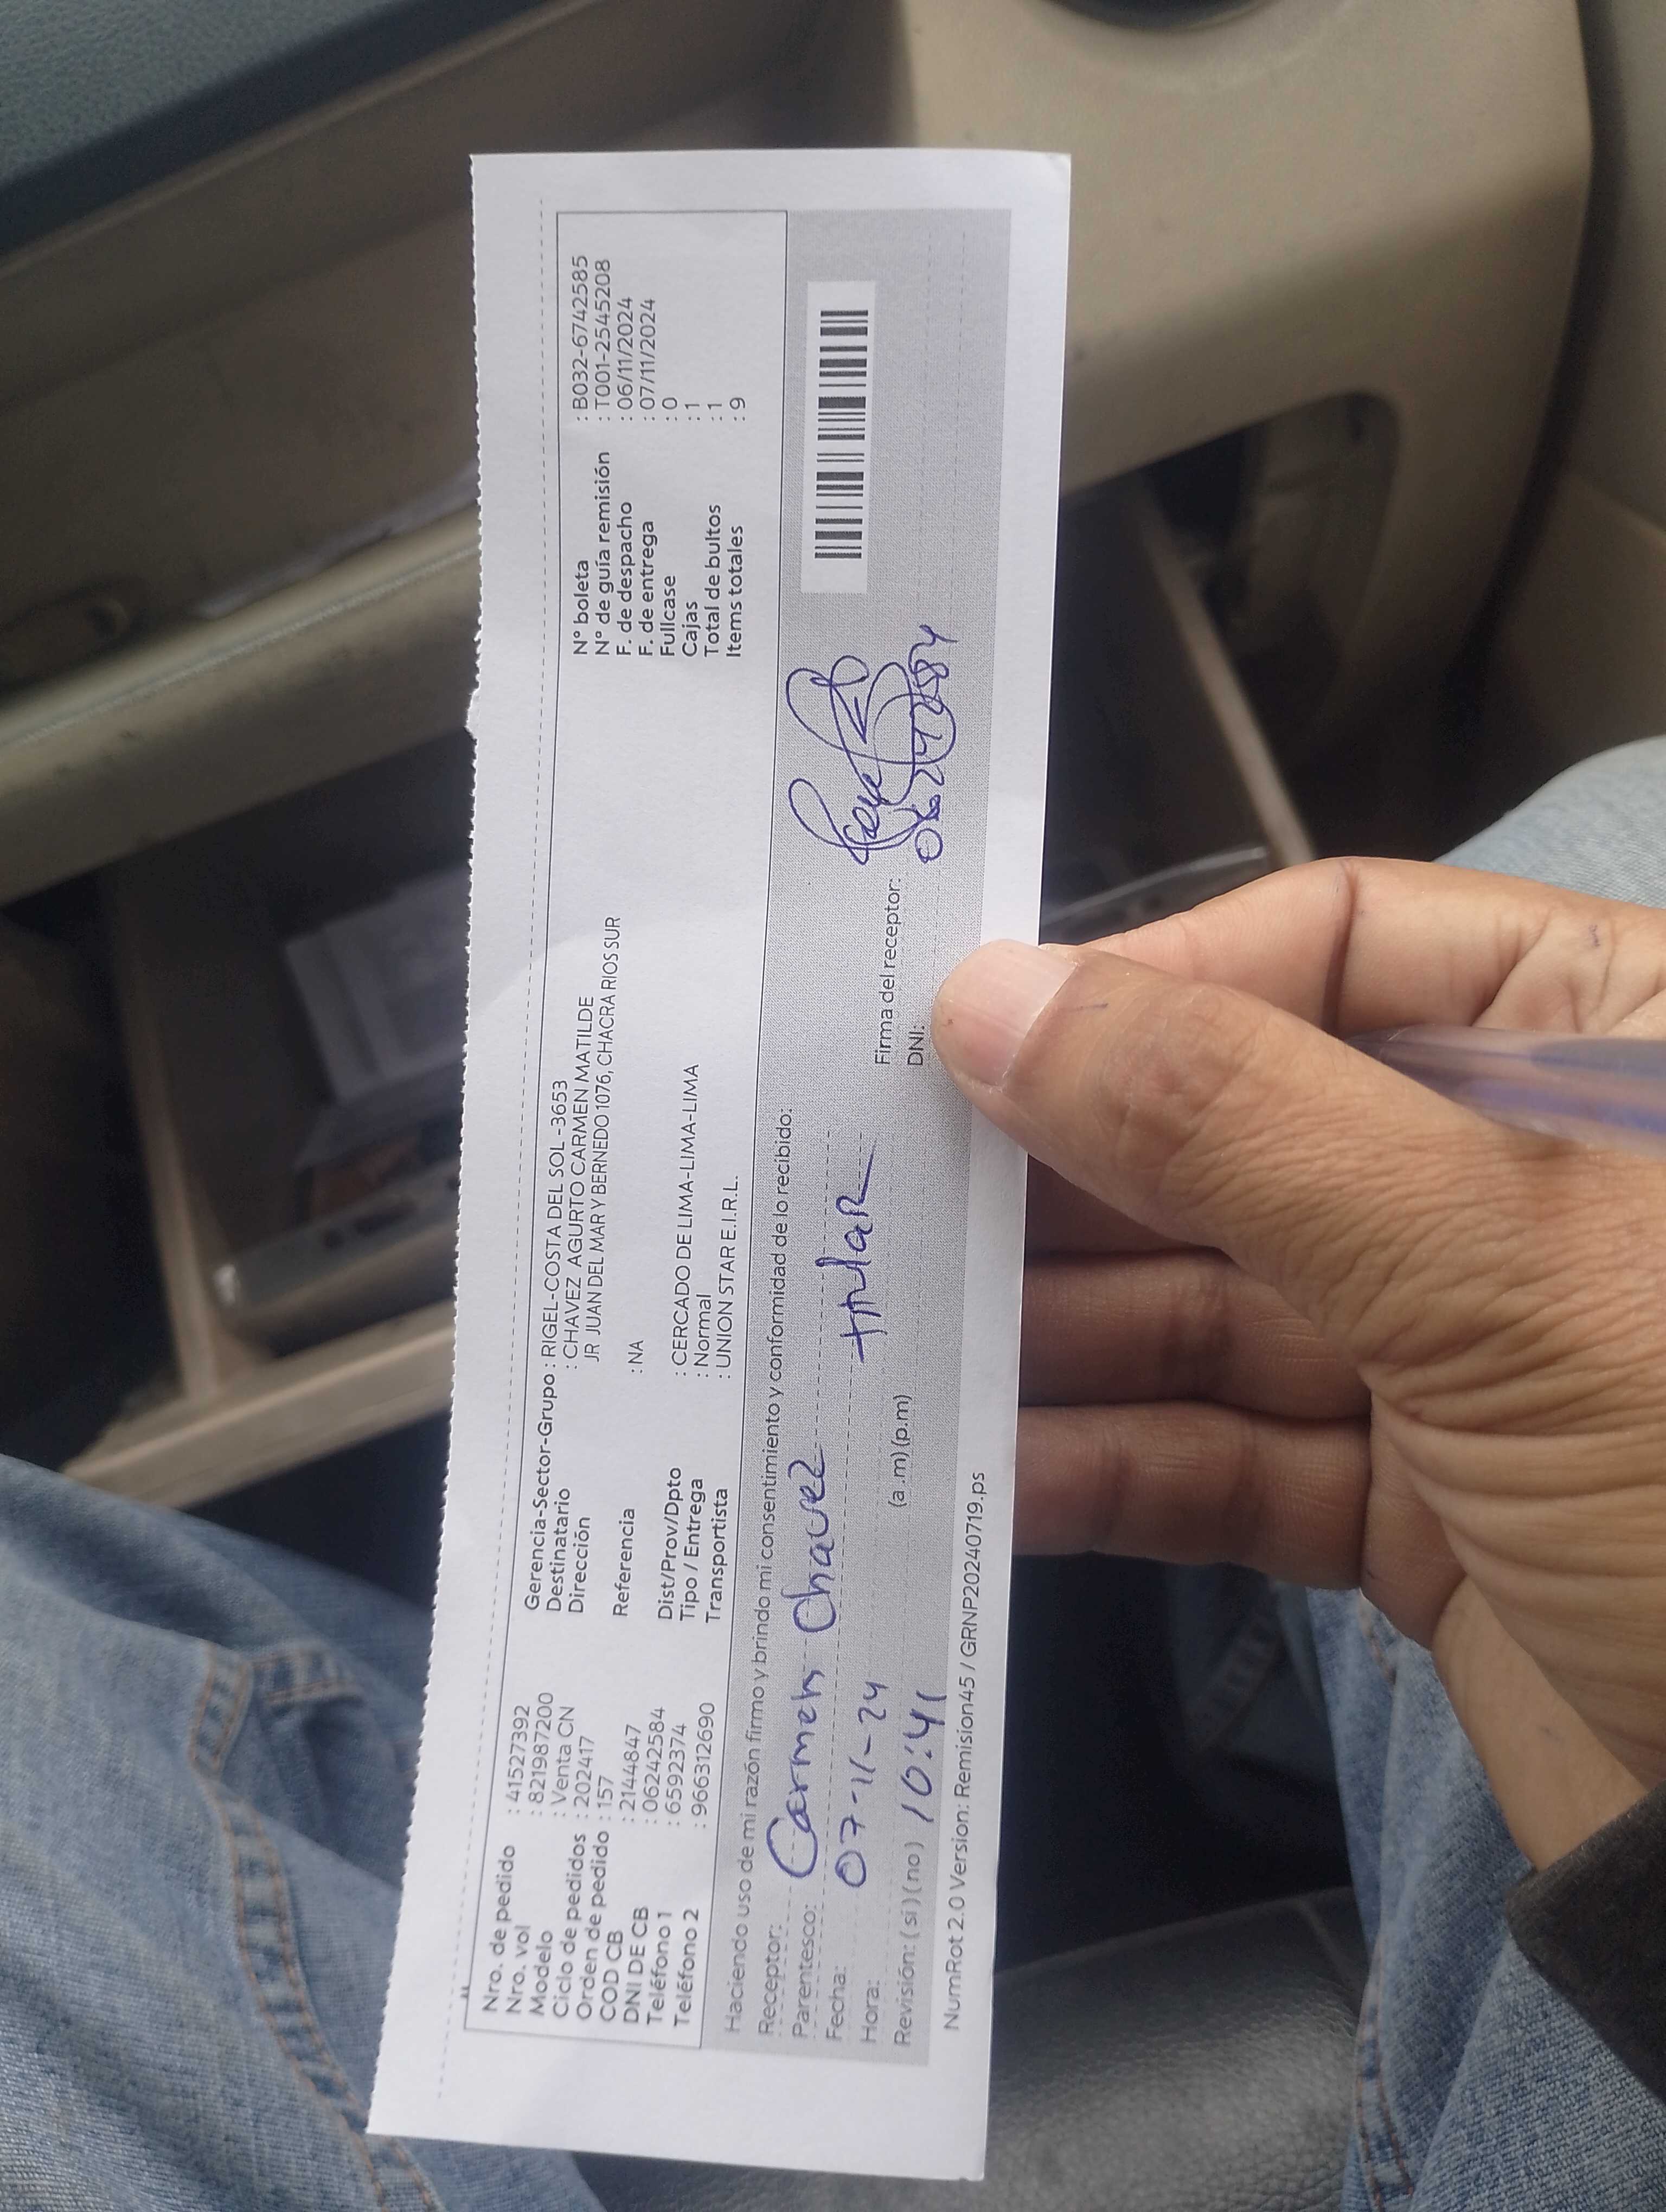 Nro. de pedido : 41527392
Nro. vol : 821987200
Modelo : Venta CN
Ciclo de pedidos : 202417
Orden de pedido : 157
COD CB : 2144847
DNI DE CB : 06242584
Teléfono 1 : 6592374
Teléfono 2 : 966312690
Gerencia-Sector-Grupo : RIGEL-COSTA DEL SOL -3653
Destinatario : CHAVEZ AGURTO CARMEN MATILDE
Dirección JR JUAN DEL MAR Y BERNEDO 1076, CHACRA RIOS SUR
Referencia : NA
Dist/Prov/Dpto : CERCADO DE LIMA-LIMA-LIMA
Tipo / Entrega : Normal
Transportista : UNION STAR E.I.R.L.
N° boleta : B032-6742585
N° de guía remisión : T001-2545208
F. de despacho : 06/11/2024
F. de entrega : 07/11/2024
Fullcase : 0
Cajas : 1
Total de bultos : 1
Items totales : 9
Haciendo uso de mi razón firmo y brindo mi consentimiento y conformidad de lo recibido:
Receptor: Carmen Chavez
Parentesco: titular
Fecha: 07-11-24
Hora: 10:41 (a .m) (p.m)
Revisión: ( si ) ( no )
Firma del receptor:
DNI: 06242584
NumRot 2.0 Version: Remision45 / GRNP20240719.ps